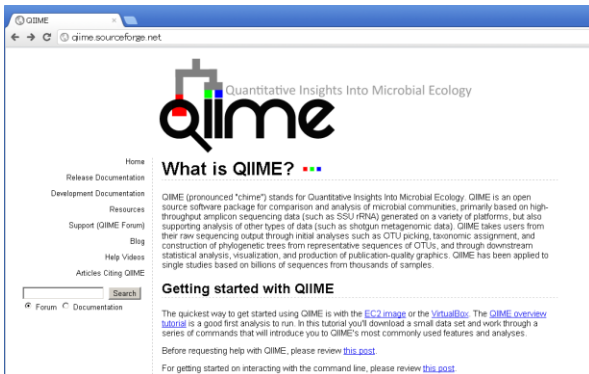 QIIME
qiime.sourceforge.net
Quantitative Insights Into Microbial Ecology
qiime
Home
Release Documentation
Development Documentation
Resources
Support (QIIME Forum)
Blog
Help Videos
Articles Citing QIIME
Search
Forum Documentation
What is QIIME?
QIIME (pronounced "chime") stands for Quantitative Insights Into Microbial Ecology. QIIME is an open
source software package for comparison and analysis of microbial communities, primarily based on high-
throughput amplicon sequencing data (such as SSU rRNA) generated on a variety of platforms, but also
supporting analysis of other types of data (such as shotgun metagenomic data). QIIME takes users from
their raw sequencing output through initial analyses such as OTU picking, taxonomic assignment, and
construction of phylogenetic trees from representative sequences of OTUs, and through downstream
statistical analysis, visualization, and production of publication-quality graphics. QIIME has been applied to
single studies based on billions of sequences from thousands of samples.
Getting started with QIIME
The quickest way to get started using QIIME is with the EC2 image or the VirtualBox. The QIIME overview
tutorial is a good first analysis to run. In this tutorial you'll download a small data set and work through a
series of commands that will introduce you to QIIME's most commonly used features and analyses.
Before requesting help with QIIME, please review this post.
For getting started on interacting with the command line, please review this post.